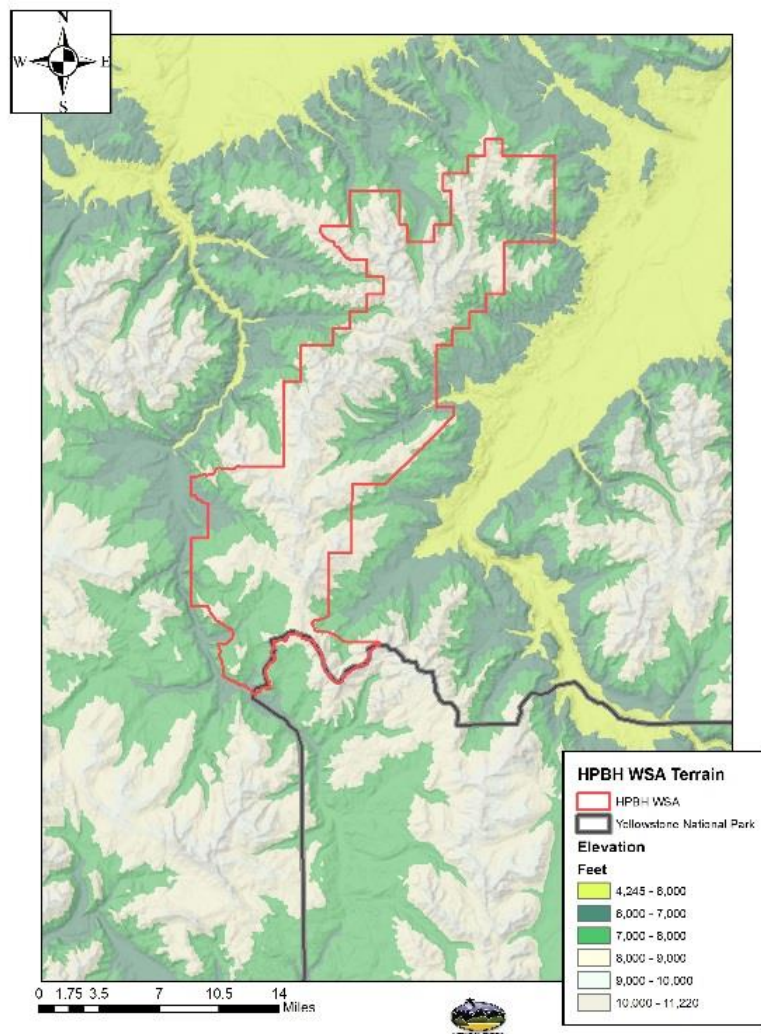 N
W E
S
HPBH WSA Terrain
HPBH WSA
Yellowstone National Park
Elevation
Feet
4,245 - 6,000
6,000 - 7,000
7,000 - 8,000
8,000 - 9,000
9,000 - 10,000
10,000 - 11,220
0 1.75 3.5 7 10.5 14
Miles